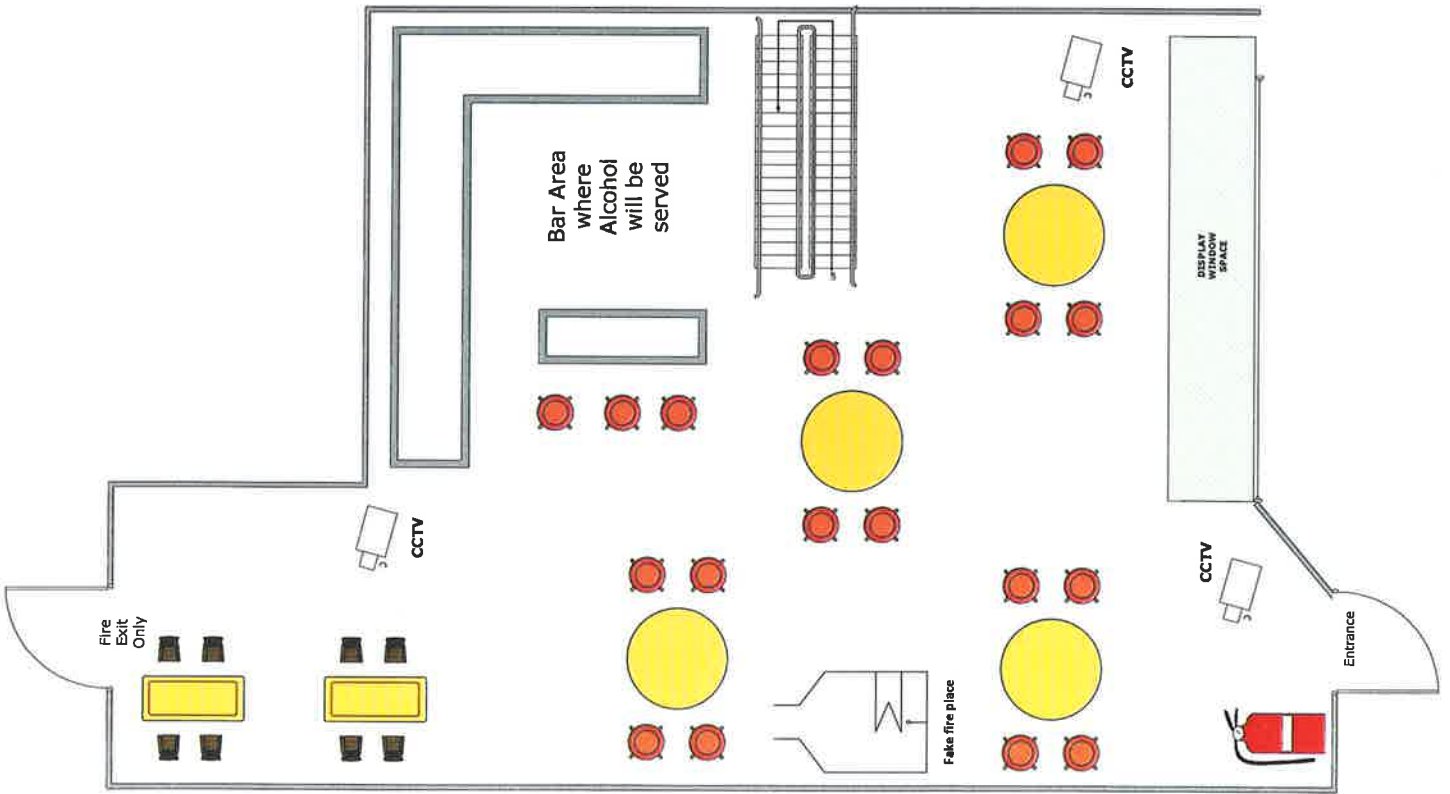 Bar Area
where
Alcohol
will be
served
CCTV
DISPLAY
WINDOW
SPACE
CCTV
Fire
Exit
Only
CCTV
Entrance
Fake fire place